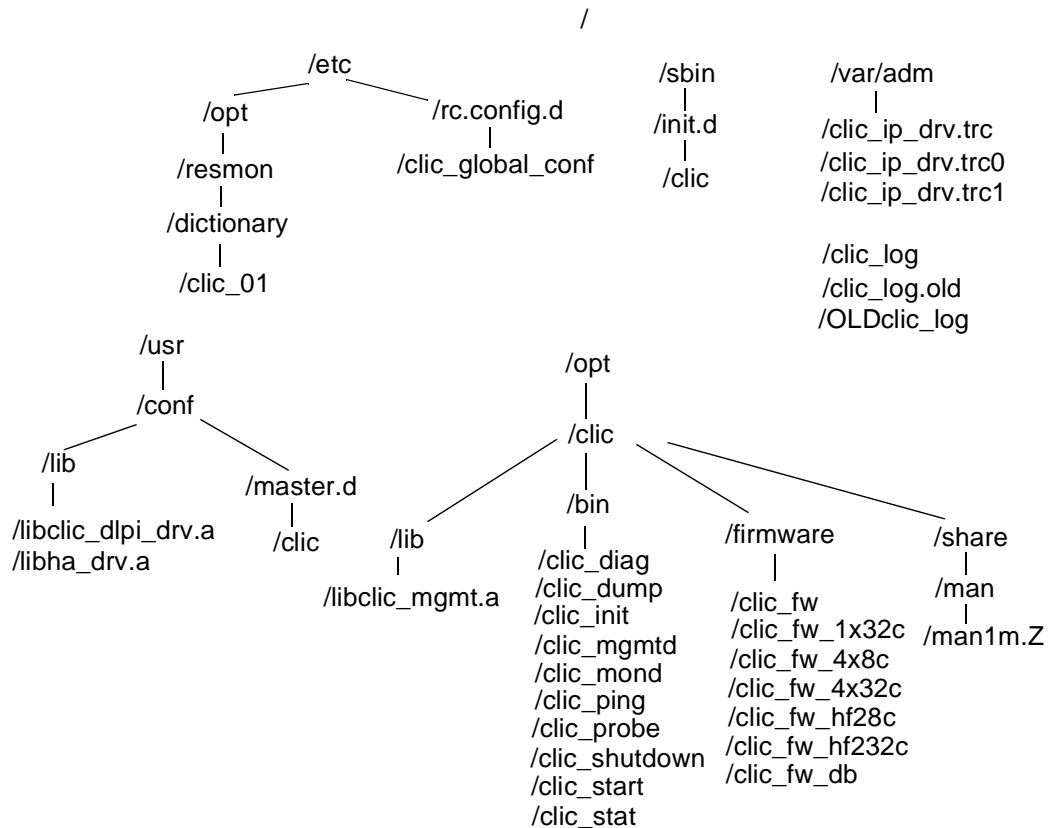 /
/etc
/opt
/resmon
/dictionary
/clic_01
/rc.config.d
/clic_global_conf
/sbin
/init.d
/clic
/var/adm
/clic_ip_drv.trc
/clic_ip_drv.trc0
/clic_ip_drv.trc1
/clic_log
/clic_log.old
/OLDclic_log
/usr
/conf
/lib
/libclic_dlpi_drv.a
/libha_drv.a
/master.d
/clic
/opt
/clic
/lib
/libclic_mgmt.a
/bin
/clic_diag
/clic_dump
/clic_init
/clic_mgmtd
/clic_mond
/clic_ping
/clic_probe
/clic_shutdown
/clic_start
/clic_stat
/firmware
/clic_fw
/clic_fw_1x32c
/clic_fw_4x8c
/clic_fw_4x32c
/clic_fw_hf28c
/clic_fw_hf232c
/clic_fw_db
/share
/man
/man1m.Z